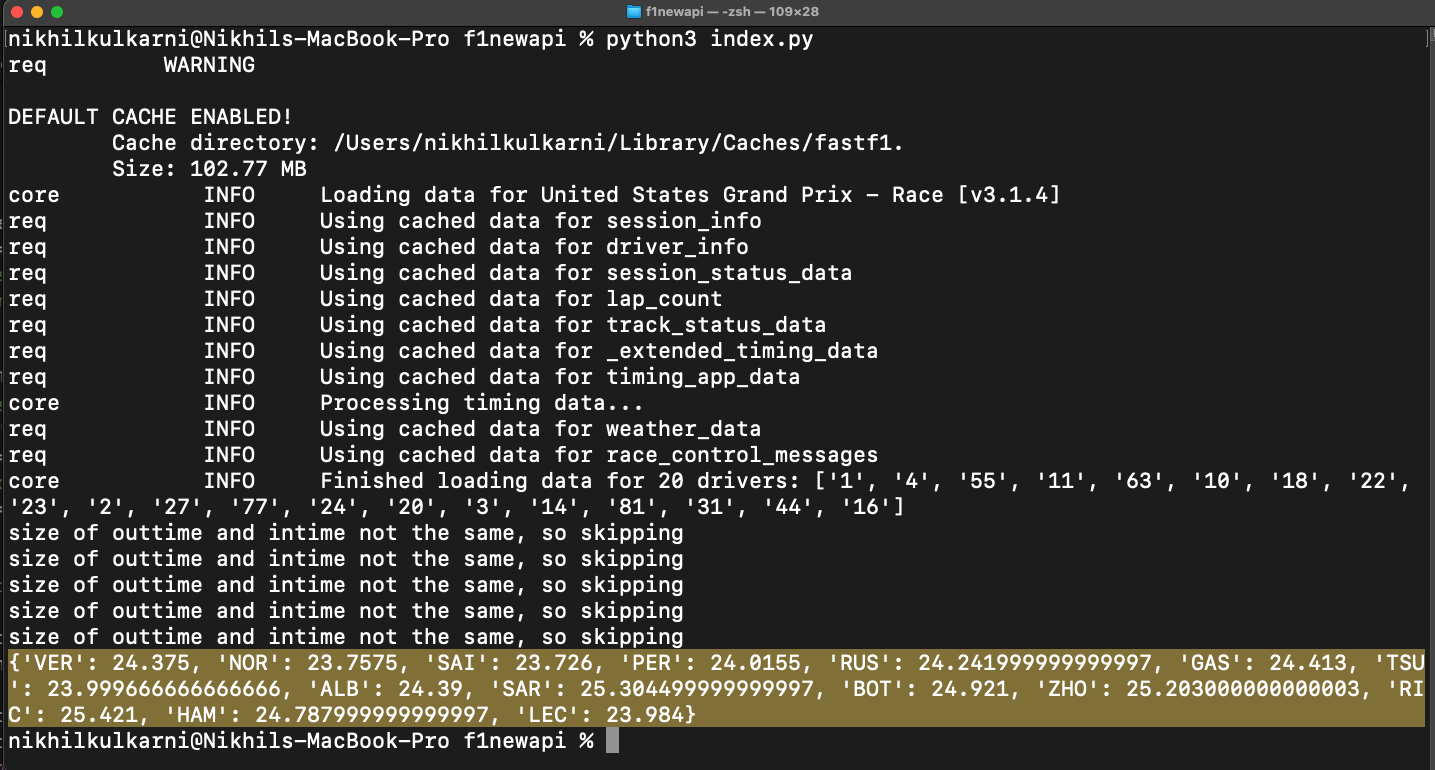 f1newapi — -zsh — 109×28
nikhilkulkarni@Nikhils-MacBook-Pro f1newapi % python3 index.py
req         WARNING
DEFAULT CACHE ENABLED!
        Cache directory: /Users/nikhilkulkarni/Library/Caches/fastf1.
        Size: 102.77 MB
core           INFO     Loading data for United States Grand Prix - Race [v3.1.4]
req            INFO     Using cached data for session_info
req            INFO     Using cached data for driver_info
req            INFO     Using cached data for session_status_data
req            INFO     Using cached data for lap_count
req            INFO     Using cached data for track_status_data
req            INFO     Using cached data for _extended_timing_data
req            INFO     Using cached data for timing_app_data
core           INFO     Processing timing data...
req            INFO     Using cached data for weather_data
req            INFO     Using cached data for race_control_messages
core           INFO     Finished loading data for 20 drivers: ['1', '4', '55', '11', '63', '10', '18', '22',
'23', '2', '27', '77', '24', '20', '3', '14', '81', '31', '44', '16']
size of outtime and intime not the same, so skipping
size of outtime and intime not the same, so skipping
size of outtime and intime not the same, so skipping
size of outtime and intime not the same, so skipping
size of outtime and intime not the same, so skipping
{'VER': 24.375, 'NOR': 23.7575, 'SAI': 23.726, 'PER': 24.0155, 'RUS': 24.241999999999997, 'GAS': 24.413, 'TSU
': 23.999666666666666, 'ALB': 24.39, 'SAR': 25.304499999999997, 'BOT': 24.921, 'ZHO': 25.203000000000003, 'RI
C': 25.421, 'HAM': 24.787999999999997, 'LEC': 23.984}
nikhilkulkarni@Nikhils-MacBook-Pro f1newapi %